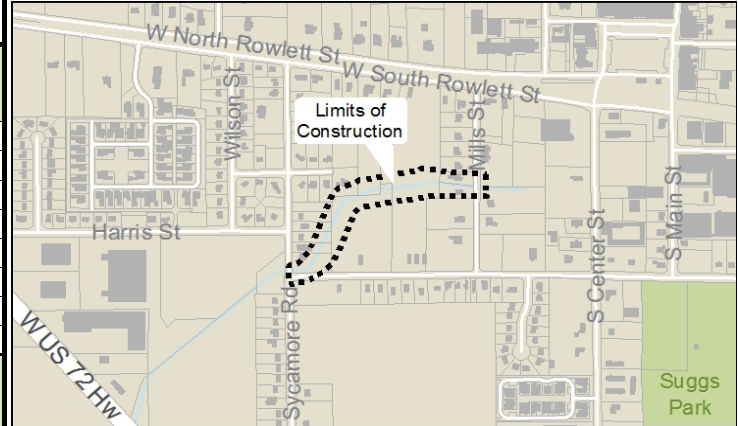 W North Rowlett St
W South Rowlett St
Wilson St
Limits of
Construction
Mills St
Harris St
S Main St
S Center St
Sycamore Rd
W US 72 Hw
Suggs
Park